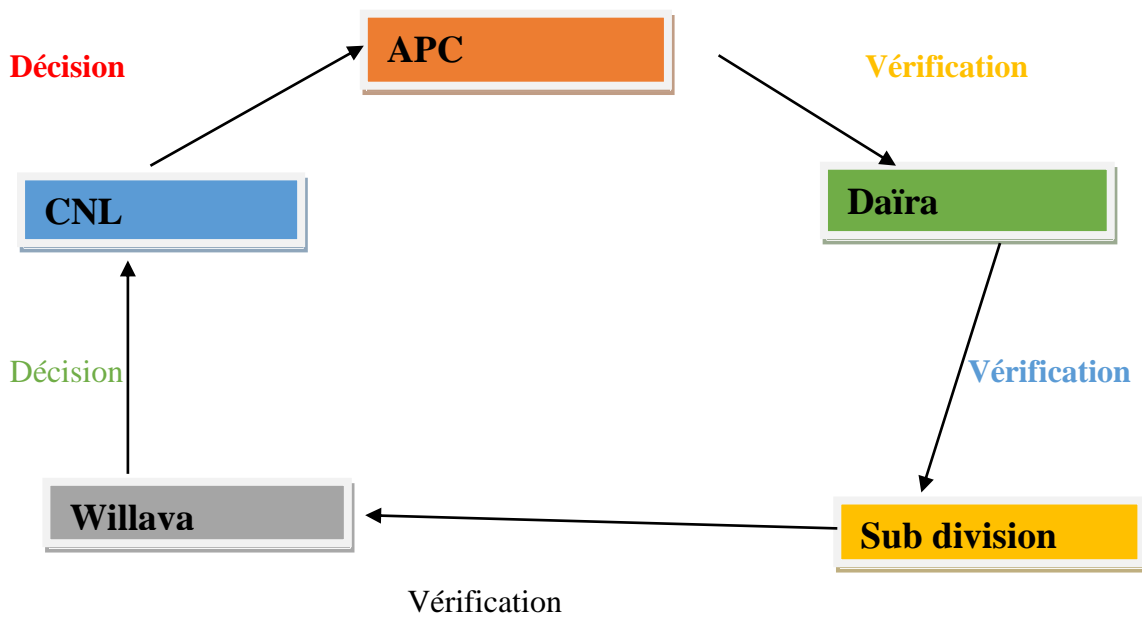 APC
Décision
Vérification
CNL
Daïra
Décision
Vérification
Willava
Sub division
Vérification